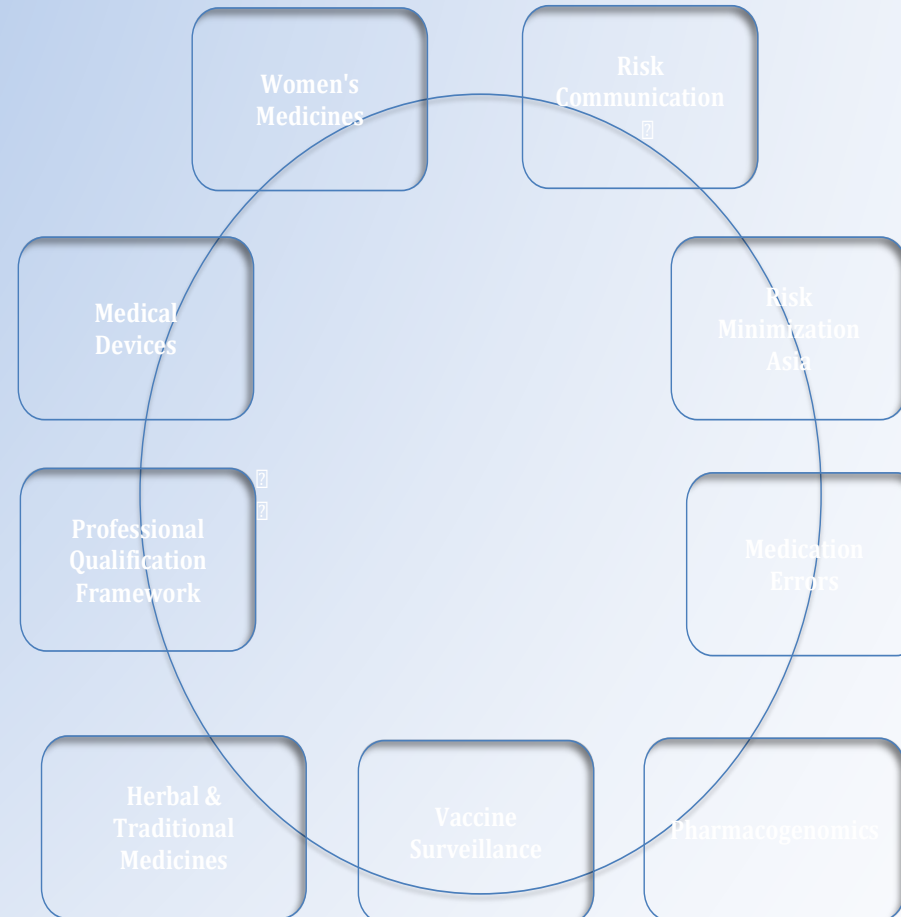 Women's
Medicines
Risk
Communication
Risk
Minimization
Asia
Medical
Devices
Professional
Qualification
Framework
Medication
Errors
Herbal &
Traditional
Medicines
Vaccine
Surveillance
Pharmacogenomics